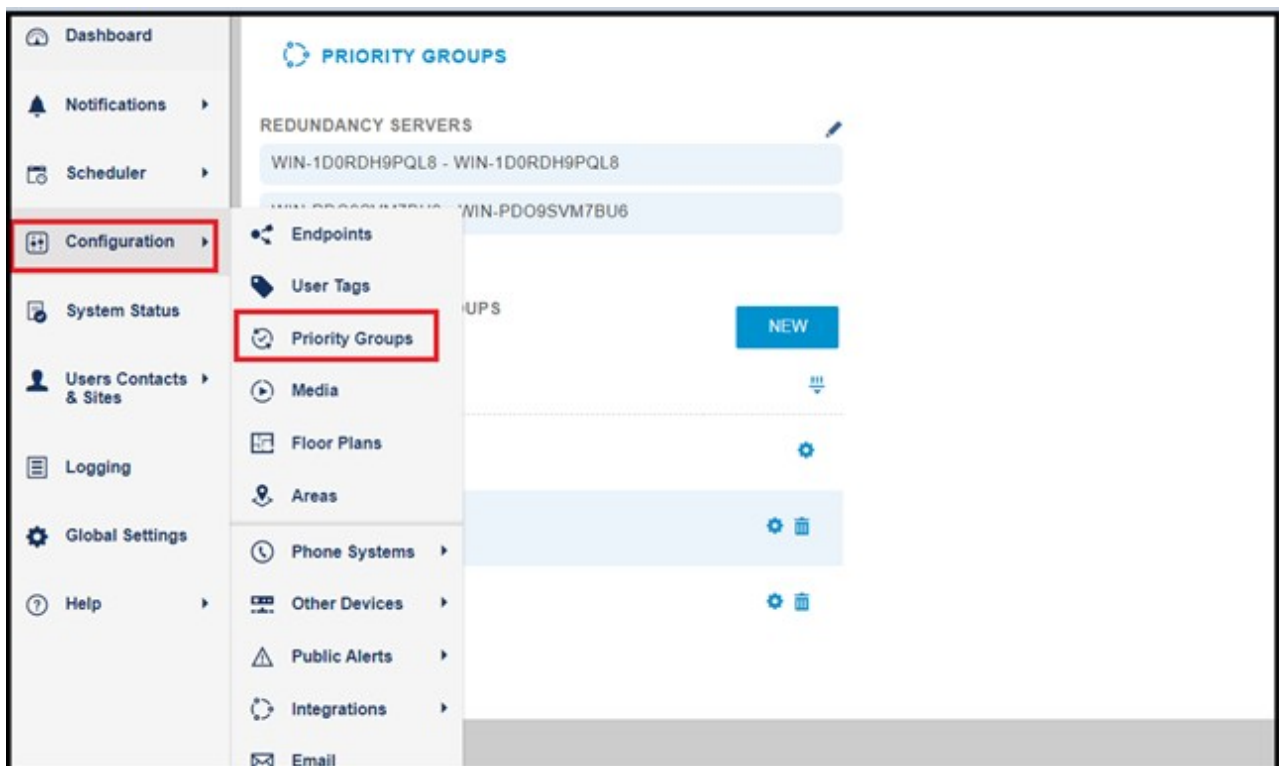 Dashboard
Notifications
Scheduler
Configuration
System Status
Users Contacts
& Sites
Logging
Global Settings
Help
Endpoints
User Tags
Priority Groups
Media
Floor Plans
Areas
Phone Systems
Other Devices
Public Alerts
Integrations
Email
PRIORITY GROUPS
REDUNDANCY SERVERS
WIN-1D0RDH9PQL8 - WIN-1D0RDH9PQL8
WIN-PDO9SVM7BU6
UPS
NEW